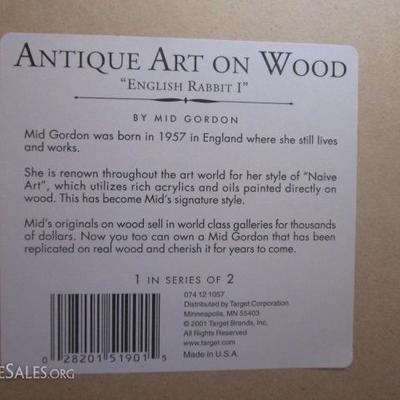 ANTIQUE ART ON WOOD
"ENGLISH RABBIT I"
BY MID GORDON
Mid Gordon was born in 1957 in England where she still lives
and works.
She is renown throughout the art world for her style of "Naive
Art", which utilizes rich acrylics and oils painted directly on
wood. This has become Mid's signature style.
Mid's originals on wood sell in world class galleries for thousands
of dollars. Now you too can own a Mid Gordon that has been
replicated on real wood and cherish it for years to come.
1 IN SERIES OF 2
074 12 1057
Distributed by Target Corporation
Minneapolis, MN 55403
© 2001 Target Brands, Inc.
All rights reserved.
www.target.com
Made in U.S.A.
0 28201 51901 5
ESALES.ORG